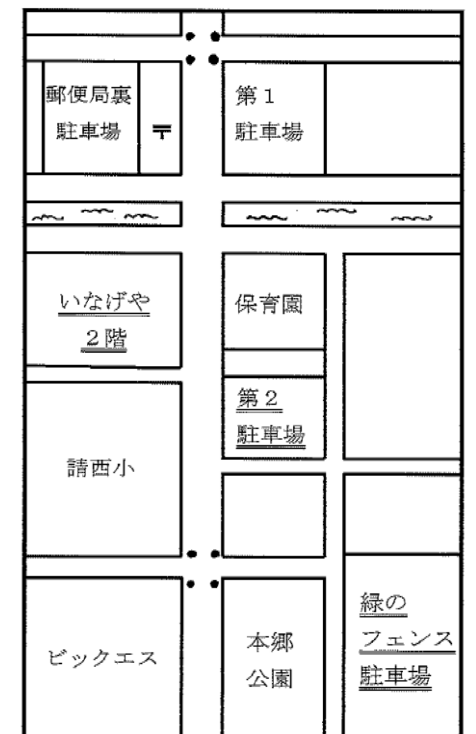 郵便局裏
駐車場
〒
第1
駐車場
いなげや
2階
保育園
第2
駐車場
請西小
緑の
フェンス
駐車場
ビックエス
本郷
公園